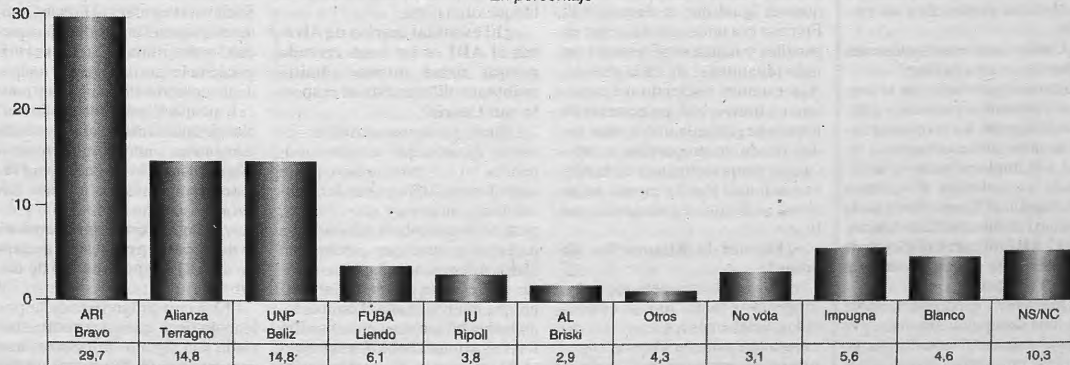 En porcentaje
30
20
10
0
ARI Bravo
Alianza Terragno
UNP Beliz
FUBA Liendo
IU Ripoll
AL Briski
Otros
No vota
Impugna
Blanco
NS/NC
29,7
14,8
14,8
6,1
3,8
2,9
4,3
3,1
5,6
4,6
10,3